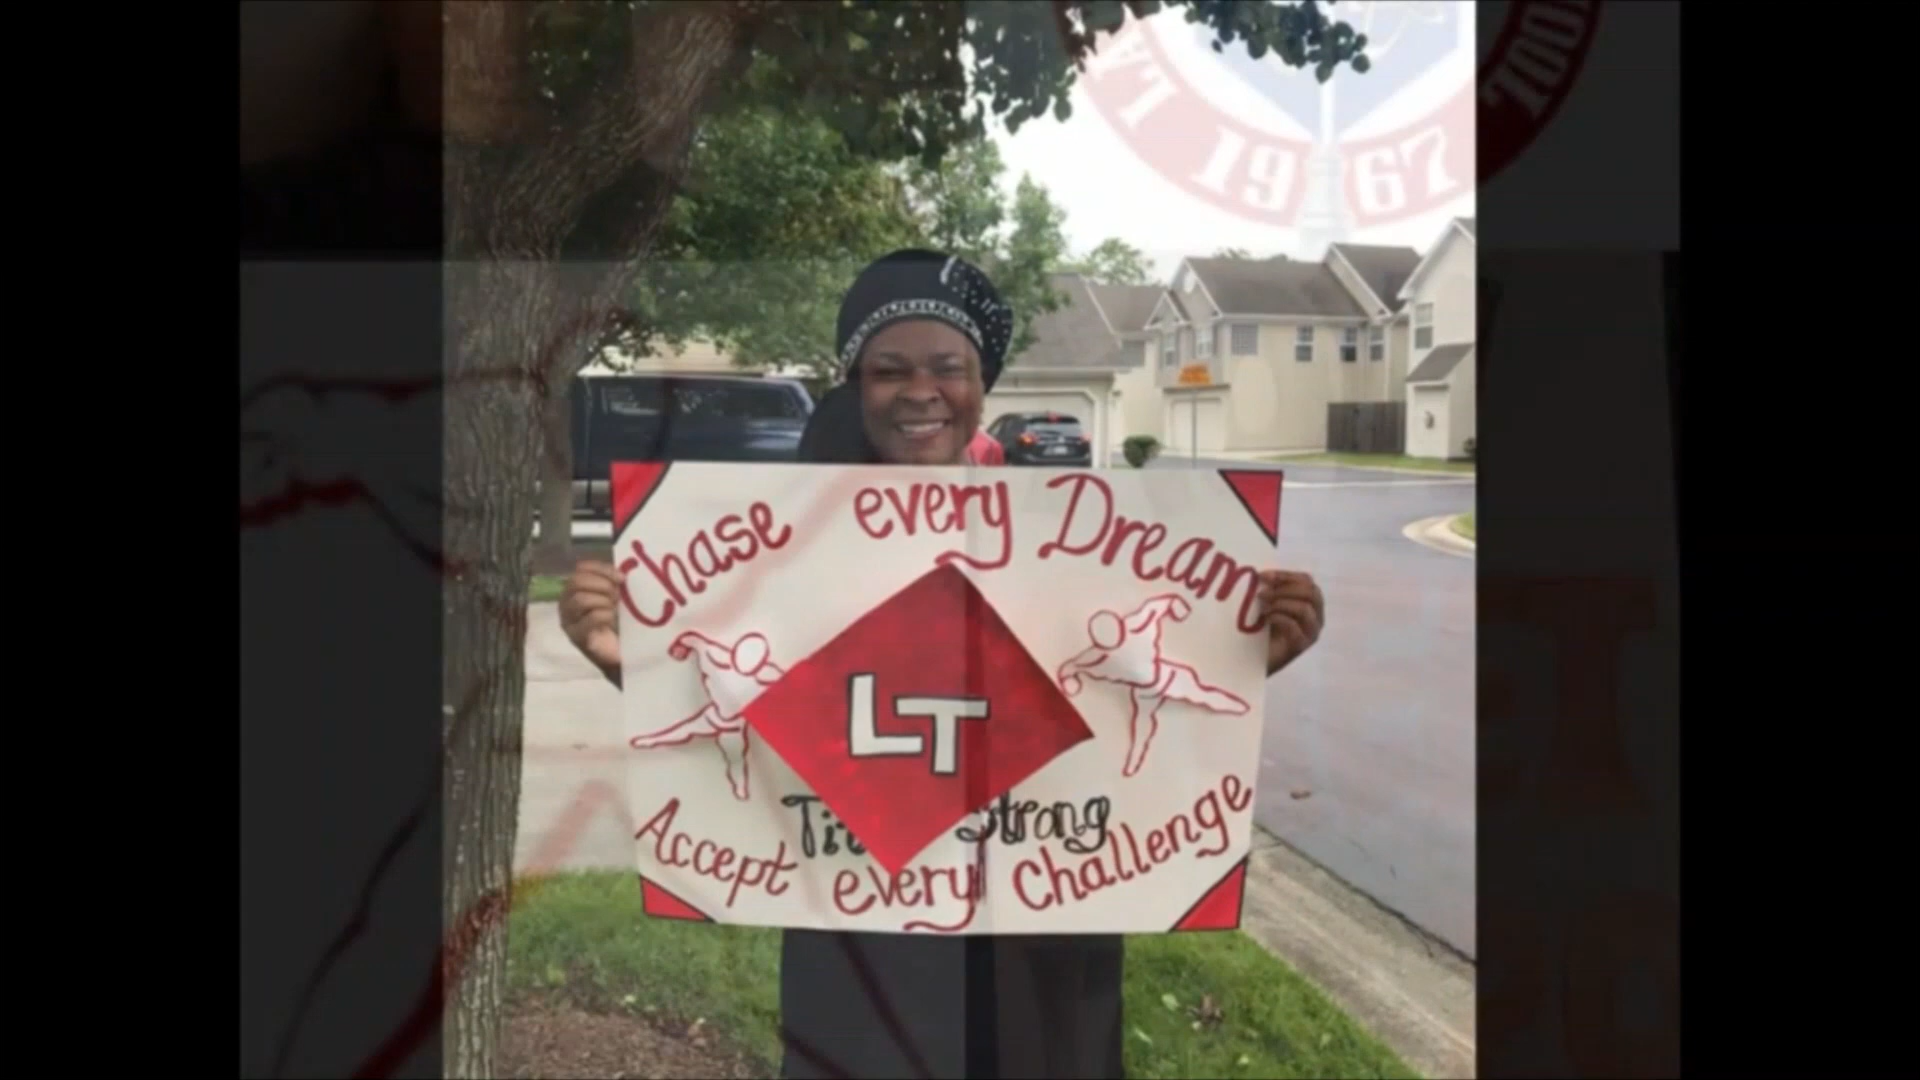 19 67
Chase every Dream
LT
Strong
Accept every Challenge